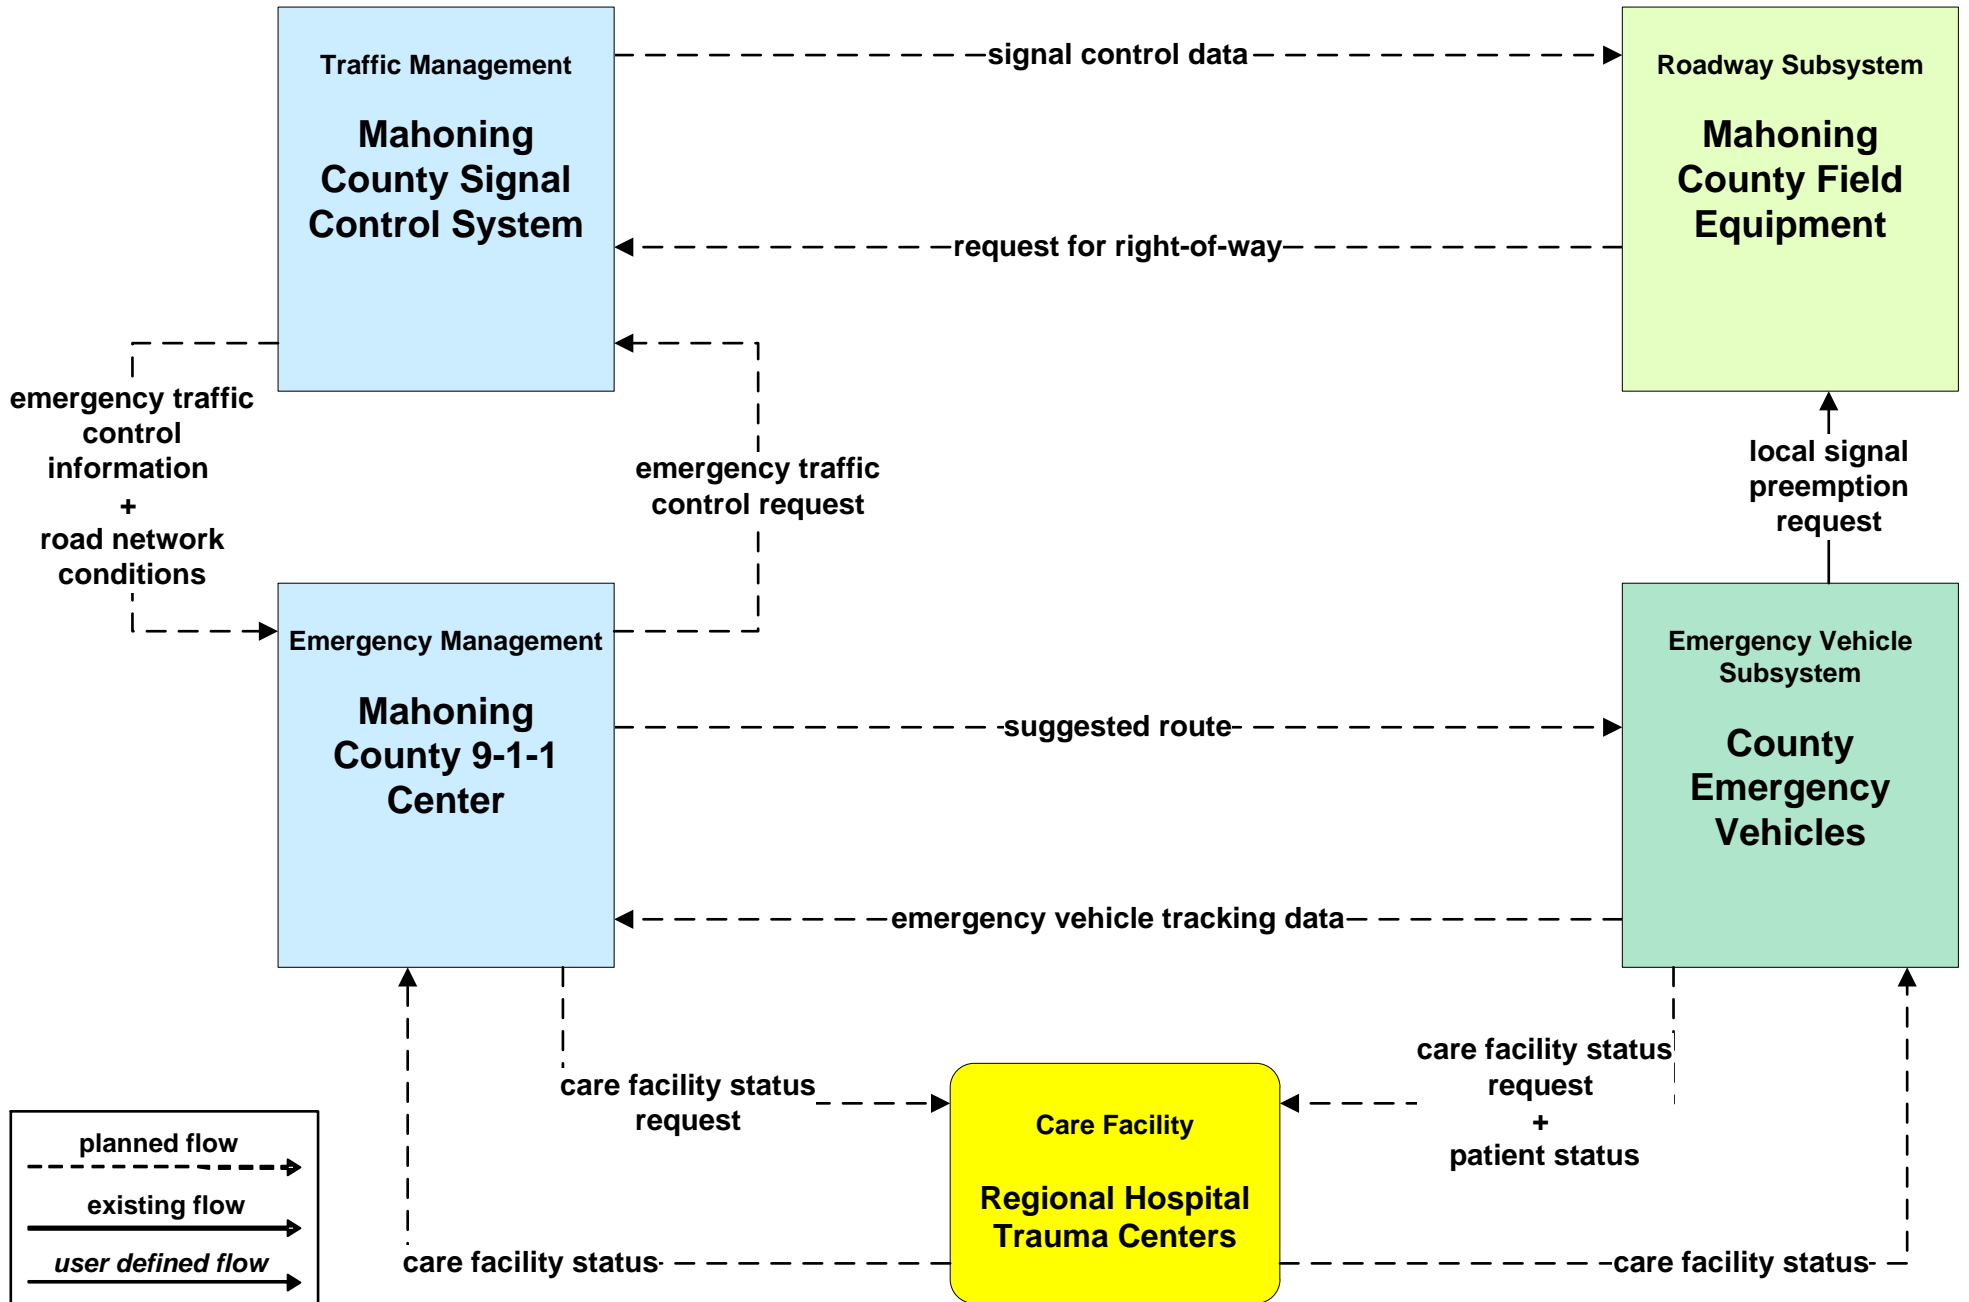 Traffic Management
Mahoning
County Signal
Control System
signal control data
Roadway Subsystem
Mahoning
County Field
Equipment
request for right-of-way
emergency traffic
control
information
+
road network
conditions
emergency traffic
control request
local signal
preemption
request
Emergency Management
Mahoning
County 9-1-1
Center
suggested route
Emergency Vehicle
Subsystem
County
Emergency
Vehicles
emergency vehicle tracking data
care facility status
request
Care Facility
Regional Hospital
Trauma Centers
care facility status
request
+
patient status
care facility status
care facility status
planned flow
existing flow
user defined flow